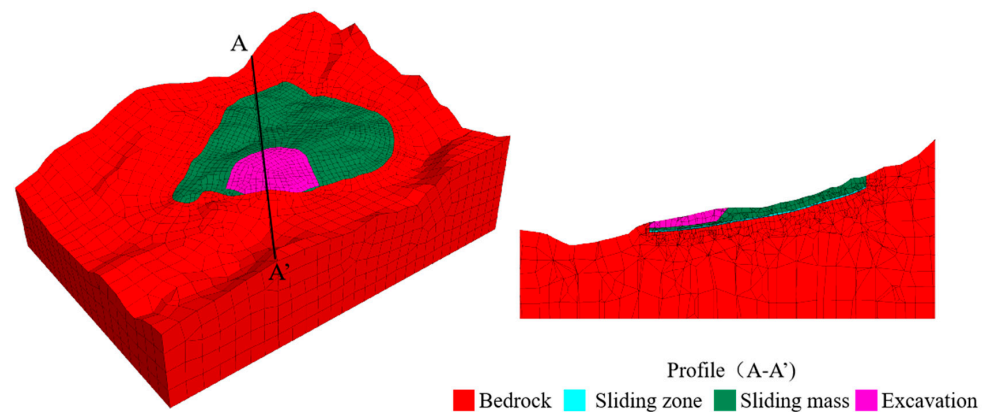 A
A’
Profile（A-A’)
Bedrock Sliding zone Sliding mass Excavation